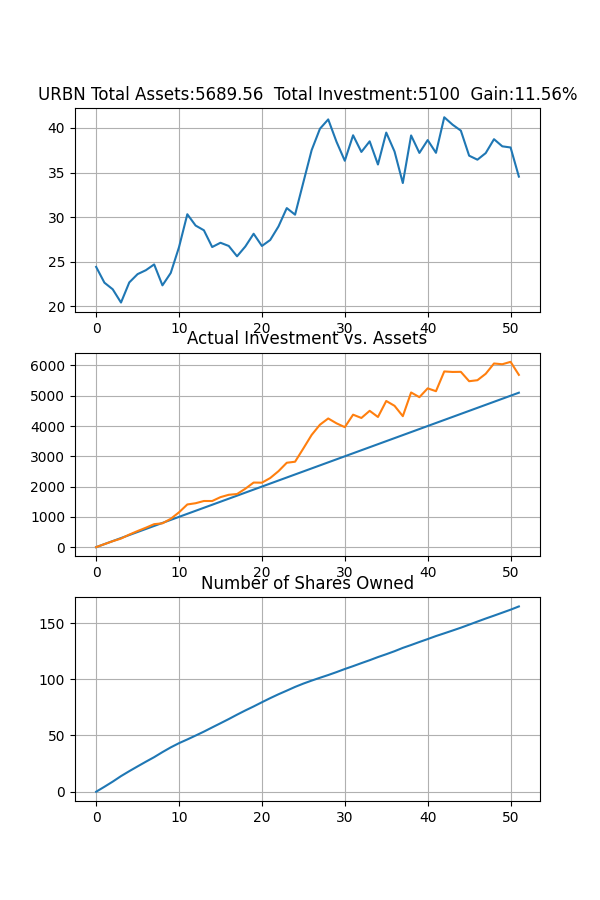 URBN Total Assets:5689.56  Total Investment:5100  Gain:11.56%
40
35
30
25
20
0 10 20 30 40 50
Actual Investment vs. Assets
6000
5000
4000
3000
2000
1000
0
0 10 20 30 40 50
Number of Shares Owned
150
100
50
0
0 10 20 30 40 50